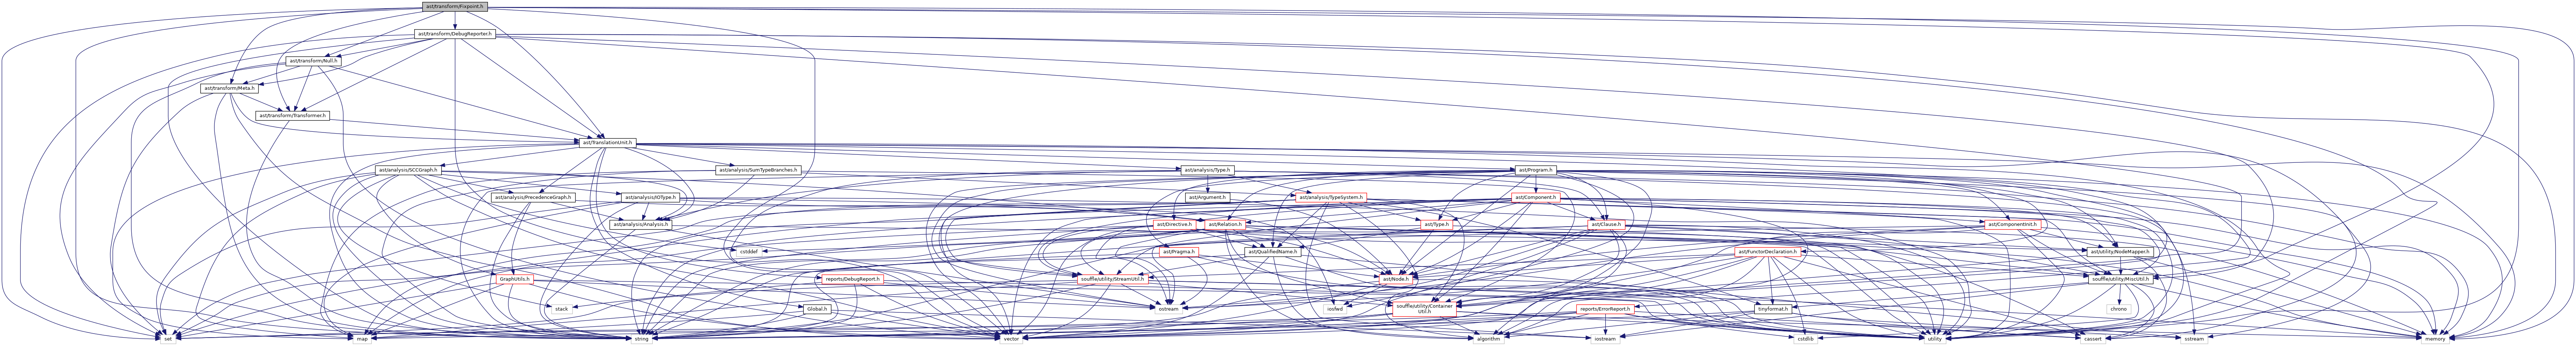 ast/transform/Fixpoint.h
ast/transform/DebugReporter.h
ast/transform/Null.h
ast/transform/Meta.h
ast/transform/Transformer.h
ast/TranslationUnit.h
ast/analysis/SCCGraph.h
ast/analysis/SumTypeBranches.h
ast/analysis/Type.h
ast/Program.h
ast/analysis/PrecedenceGraph.h
ast/analysis/IOType.h
ast/Argument.h
ast/analysis/TypeSystem.h
ast/Component.h
ast/analysis/Analysis.h
ast/Directive.h
ast/Relation.h
ast/Type.h
ast/Clause.h
ast/ComponentInit.h
cstddef
ast/Pragma.h
ast/QualifiedName.h
ast/FunctorDeclaration.h
ast/utility/NodeMapper.h
GraphUtils.h
reports/DebugReport.h
souffle/utility/StreamUtil.h
ast/Node.h
souffle/utility/MiscUtil.h
stack
Global.h
ostream
iosfwd
souffle/utility/Container
Util.h
reports/ErrorReport.h
tinyformat.h
chrono
set
map
string
vector
algorithm
iostream
cstdlib
utility
cassert
sstream
memory